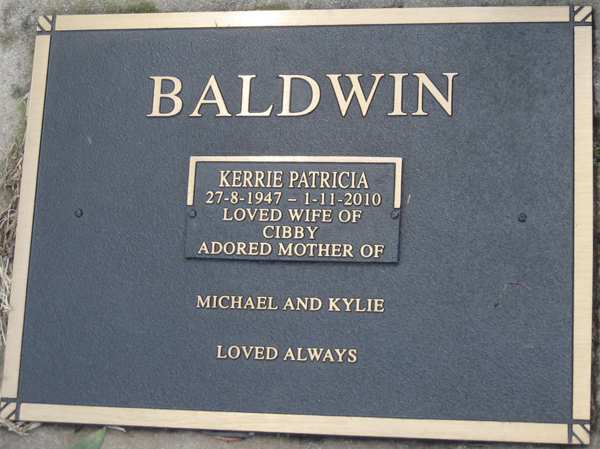 BALDWIN
KERRIE PATRICIA
27-8-1947 – 1-11-2010
LOVED WIFE OF
CIBBY
ADORED MOTHER OF
MICHAEL AND KYLIE
LOVED ALWAYS